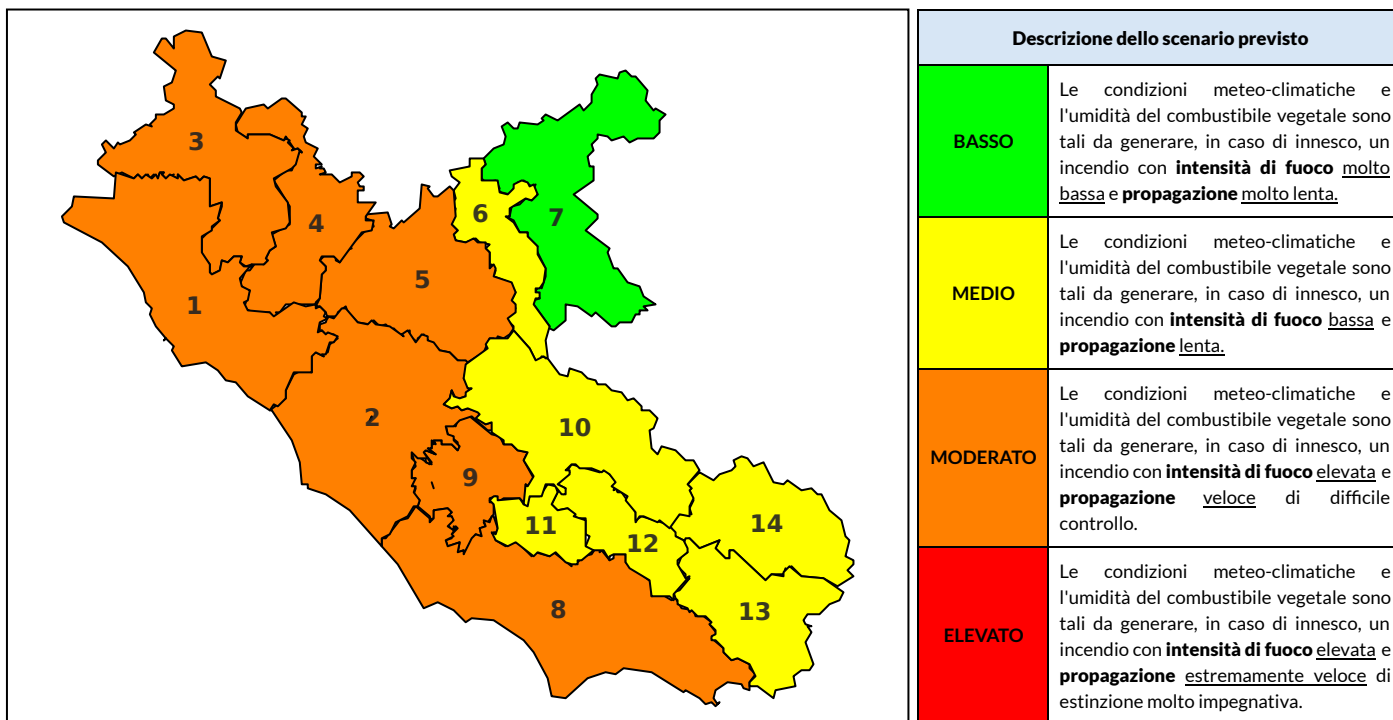 3
4
6
7
5
1
2
10
9
11
12
14
8
13
Descrizione dello scenario previsto
BASSO
Le condizioni meteo-climatiche e
l'umidità del combustibile vegetale sono
tali da generare, in caso di innesco, un
incendio con intensità di fuoco molto
bassa e propagazione molto lenta.
MEDIO
Le condizioni meteo-climatiche e
l'umidità del combustibile vegetale sono
tali da generare, in caso di innesco, un
incendio con intensità di fuoco bassa e
propagazione lenta.
MODERATO
Le condizioni meteo-climatiche e
l'umidità del combustibile vegetale sono
tali da generare, in caso di innesco, un
incendio con intensità di fuoco elevata e
propagazione veloce di difficile
controllo.
ELEVATO
Le condizioni meteo-climatiche e
l'umidità del combustibile vegetale sono
tali da generare, in caso di innesco, un
incendio con intensità di fuoco elevata e
propagazione estremamente veloce di
estinzione molto impegnativa.